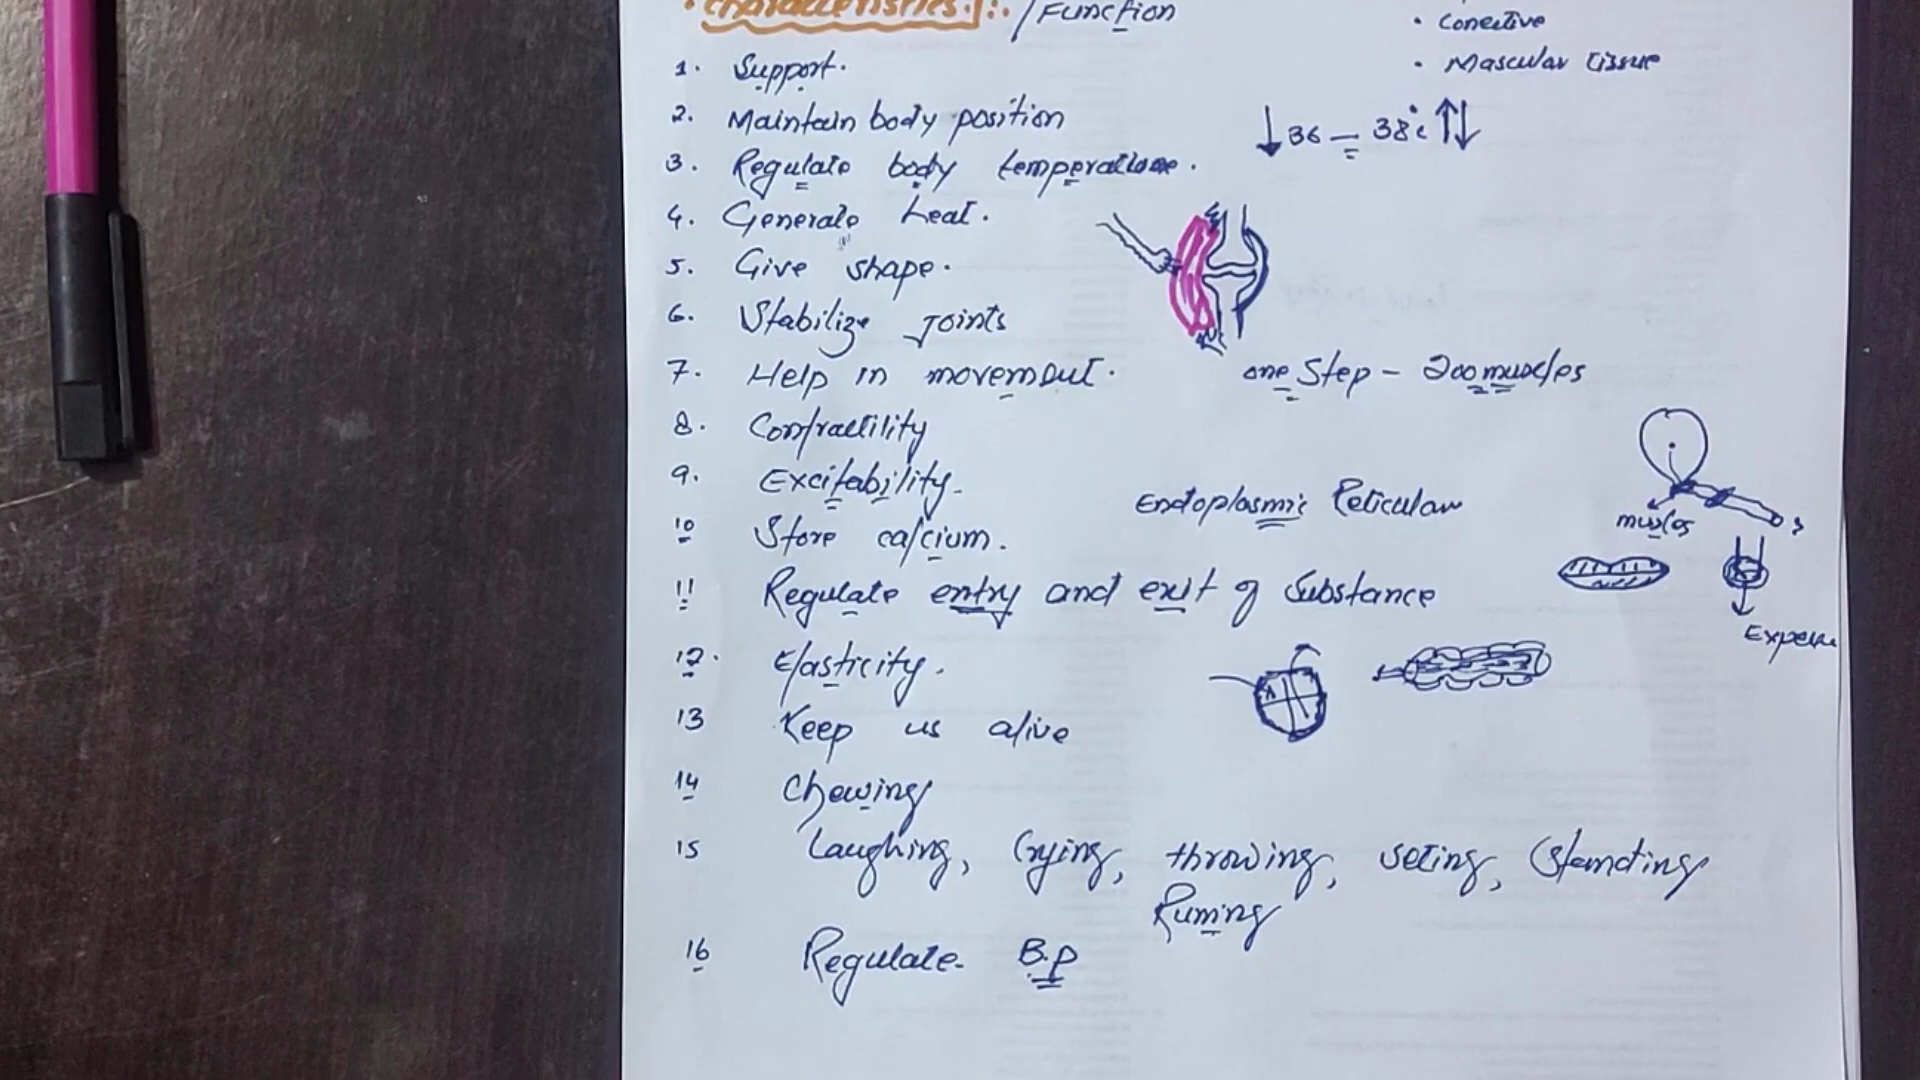 • Characteristics :. / Function
• Conective
• Mascular tissue
1. Support.
2. Maintain body position
↓36 — 38°c ↑↓
3. Regulate body temperature.
4. Generate heat.
5. Give shape.
6. Stabilize Joints
7. Help in movement.
one Step - 200 muscles
8. Contractility
9. Excitability.
Endoplasmic Reticulum
muscles
10 Store calcium.
11 Regulate entry and exit of Substance
12. Elasticity.
13 Keep us alive
14 Chewing
15 Laughing, Crying, throwing, seting, Standing
Runing
16 Regulate B.P